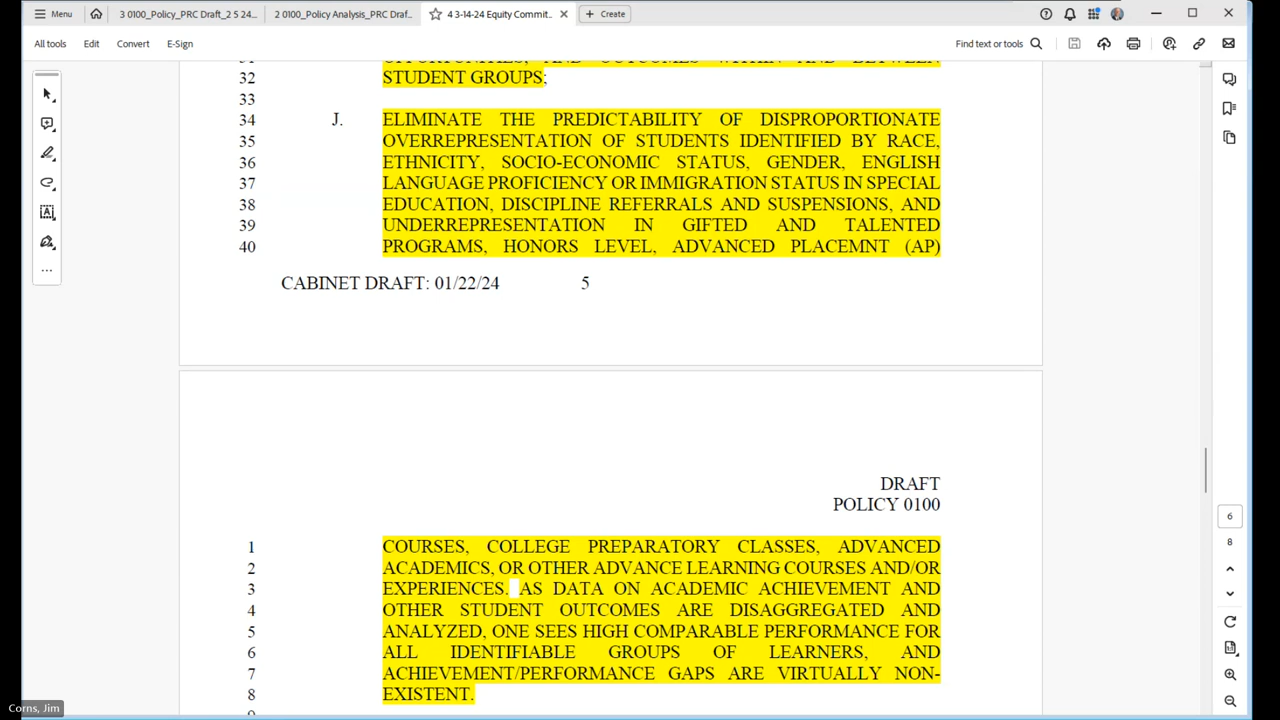 Menu
3 0100_Policy_PRC Draft_2 S 24...
2 0100_Policy Analysis_PRC Draf...
4 3-14-24 Equity Commit...
Create
All tools
Edit
Convert
E-Sign
Find text or tools
31 OPPORTUNITIES, AND OUTCOMES WITHIN AND BETWEEN
32 STUDENT GROUPS;
33
34 J. ELIMINATE THE PREDICTABILITY OF DISPROPORTIONATE
35 OVERREPRESENTATION OF STUDENTS IDENTIFIED BY RACE,
36 ETHNICITY, SOCIO-ECONOMIC STATUS, GENDER, ENGLISH
37 LANGUAGE PROFICIENCY OR IMMIGRATION STATUS IN SPECIAL
38 EDUCATION, DISCIPLINE REFERRALS AND SUSPENSIONS, AND
39 UNDERREPRESENTATION IN GIFTED AND TALENTED
40 PROGRAMS, HONORS LEVEL, ADVANCED PLACEMNT (AP)
CABINET DRAFT: 01/22/24 5
DRAFT
POLICY 0100
1 COURSES, COLLEGE PREPARATORY CLASSES, ADVANCED
2 ACADEMICS, OR OTHER ADVANCE LEARNING COURSES AND/OR
3 EXPERIENCES. AS DATA ON ACADEMIC ACHIEVEMENT AND
4 OTHER STUDENT OUTCOMES ARE DISAGGREGATED AND
5 ANALYZED, ONE SEES HIGH COMPARABLE PERFORMANCE FOR
6 ALL IDENTIFIABLE GROUPS OF LEARNERS, AND
7 ACHIEVEMENT/PERFORMANCE GAPS ARE VIRTUALLY NON-
8 EXISTENT.
6
8
Corns, Jim